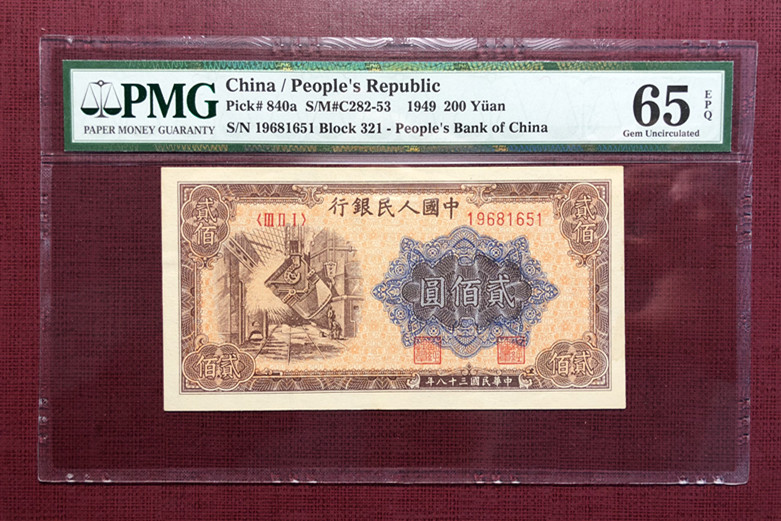 PMG
PAPER MONEY GUARANTY
China / People's Republic
Pick# 840a S/M#C282-53 1949 200 Yüan
S/N 19681651 Block 321 - People's Bank of China
65
EPQ
Gem Uncirculated
行銀民人國中
〈III II I〉 19681651
貳佰
貳佰
圓佰貳
佰貳
佰貳
年八十三國民華中